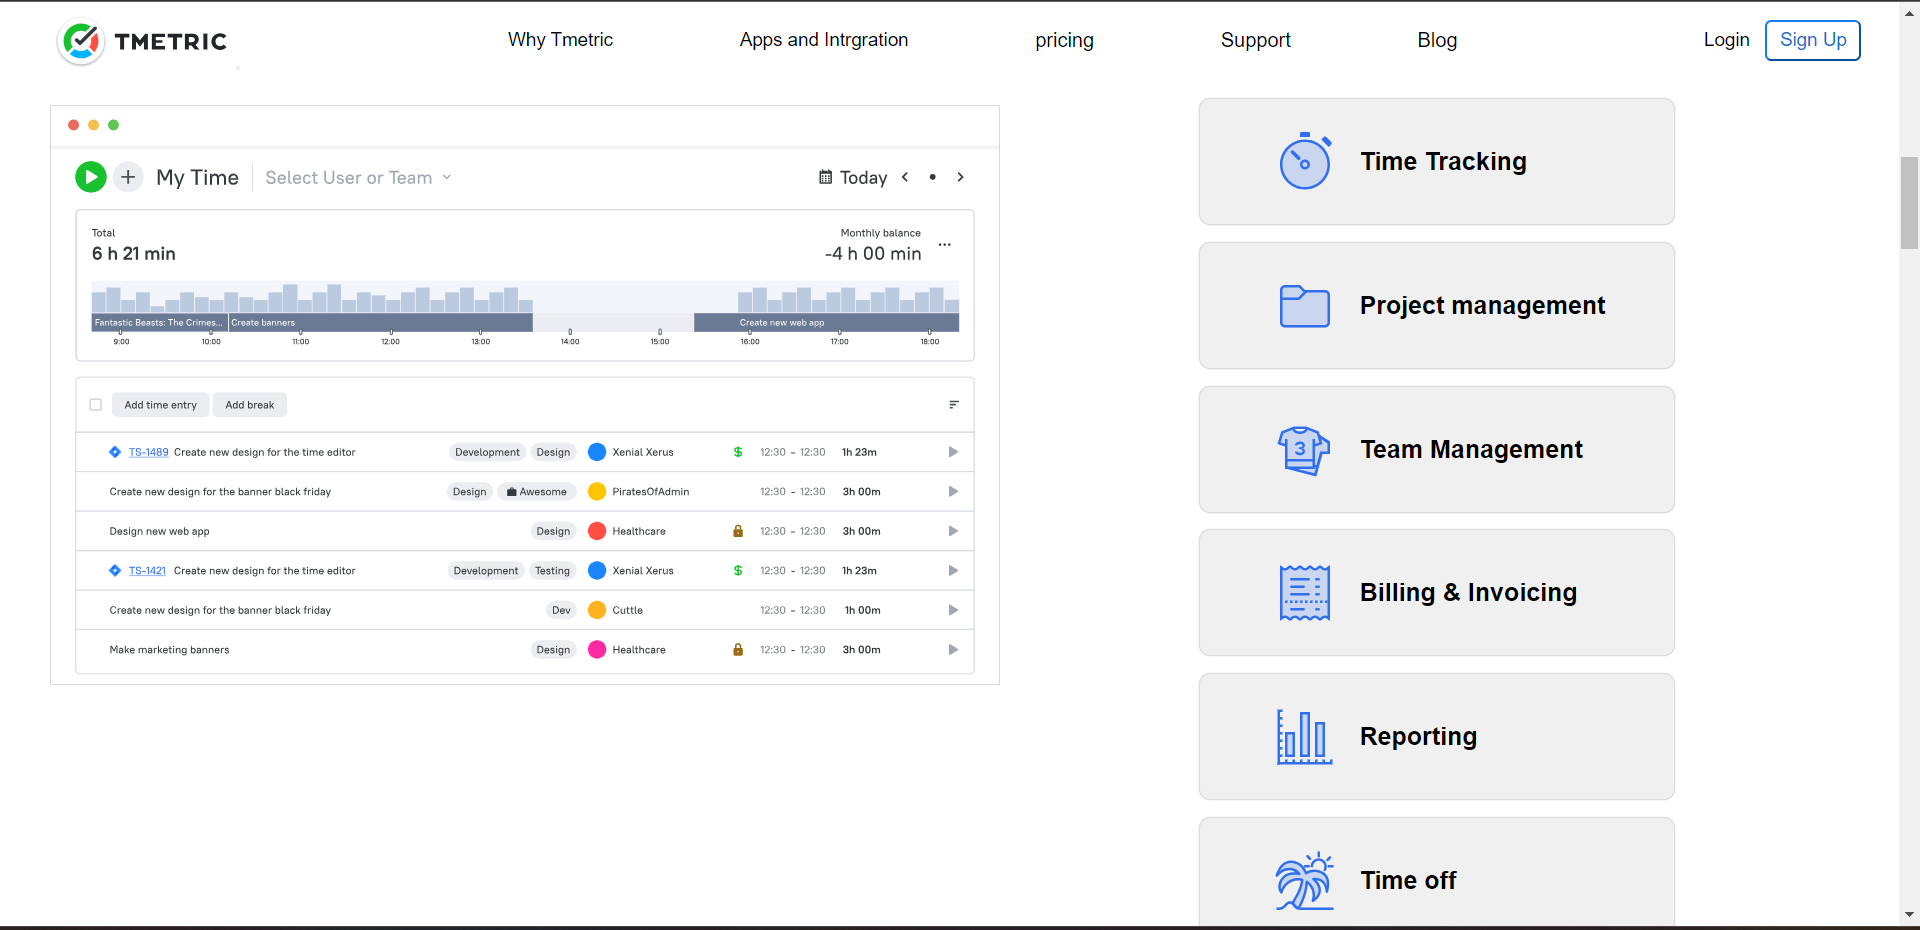 TMETRIC Why Tmetric Apps and Intrgration pricing Support Blog Login Sign Up
My Time Select User or Team Today
Total
6 h 21 min
Monthly balance
-4 h 00 min
Fantastic Beasts: The Crimes... Create banners Create new web app
9:00 10:00 11:00 12:00 13:00 14:00 15:00 16:00 17:00 18:00
Add time entry Add break
TS-1489 Create new design for the time editor Development Design Xenial Xerus $ 12:30 - 12:30 1h 23m
Create new design for the banner black friday Design Awesome PiratesOfAdmin 12:30 - 12:30 3h 00m
Design new web app Design Healthcare 12:30 - 12:30 3h 00m
TS-1421 Create new design for the time editor Development Testing Xenial Xerus $ 12:30 - 12:30 1h 23m
Create new design for the banner black friday Dev Cuttle 12:30 - 12:30 1h 00m
Make marketing banners Design Healthcare 12:30 - 12:30 3h 00m
Time Tracking
Project management
3
Team Management
Billing & Invoicing
Reporting
Time off